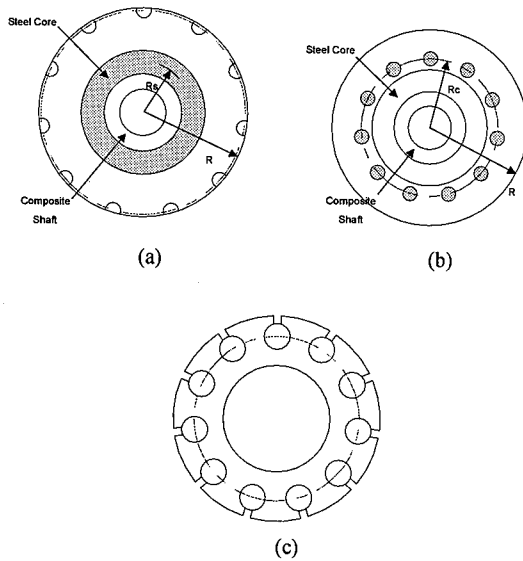 Steel Core
Rs
R
Composite
Shaft
(a)
Steel Core
Rc
R
Composite
Shaft
(b)
(c)